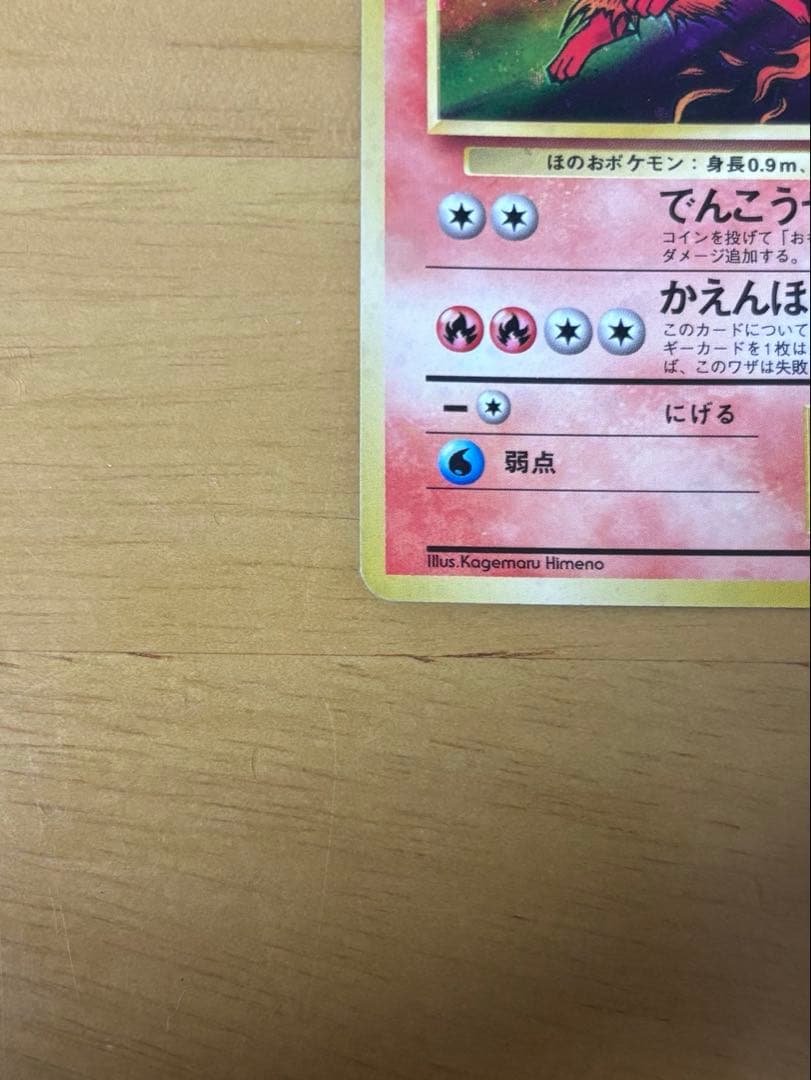 ほのおポケモン：身長0.9m、
でんこう
コインを投げて「お
ダメージ追加する。
かえんほ
このカードについて
ギーカードを1枚は
ば、このワザは失敗
ー
にげる
弱点
Illus.Kagemaru Himeno